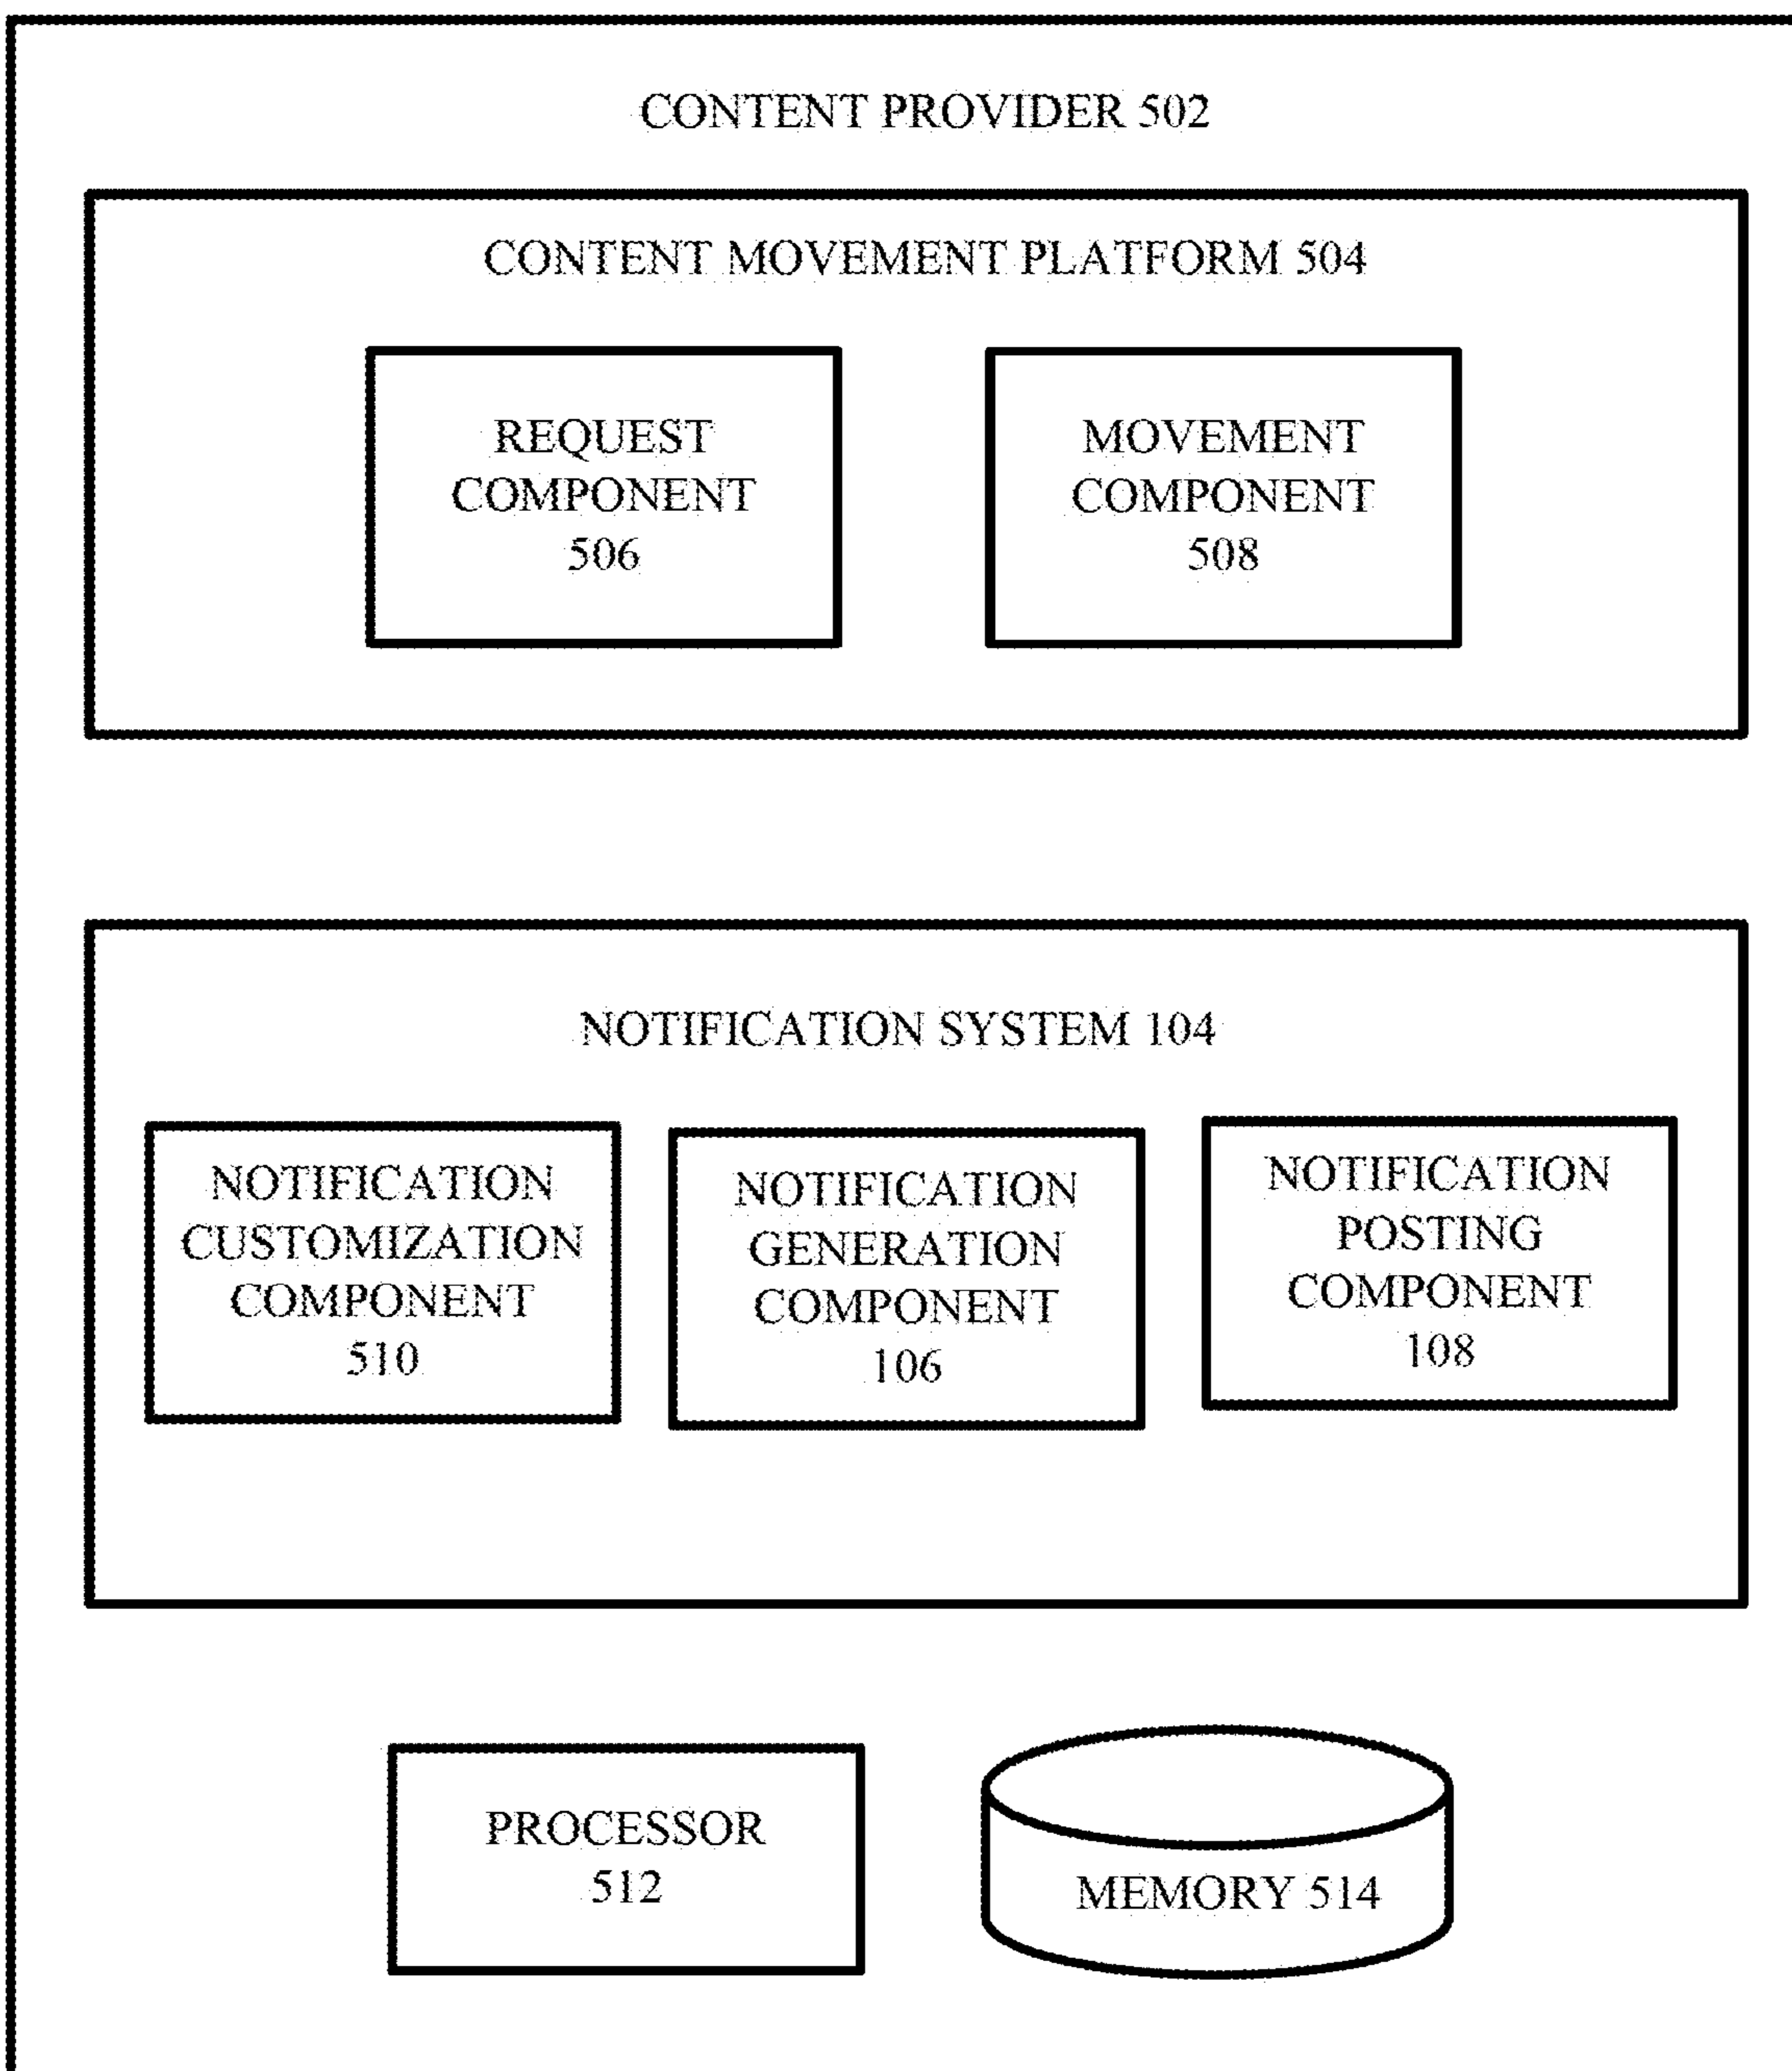 CONTENT PROVIDER 502
CONTENT MOVEMENT PLATFORM 504
REQUEST
COMPONENT
506
MOVEMENT
COMPONENT
508
NOTIFICATION SYSTEM 104
NOTIFICATION
CUSTOMIZATION
COMPONENT
510
NOTIFICATION
GENERATION
COMPONENT
106
NOTIFICATION
POSTING
COMPONENT
108
PROCESSOR
512
MEMORY 514